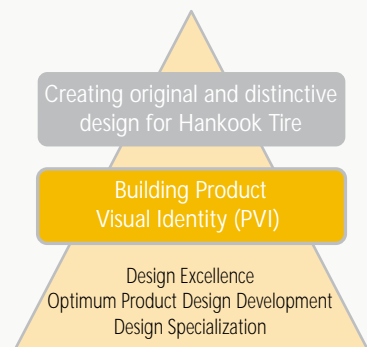 Creating original and distinctive
design for Hankook Tire
Building Product
Visual Identity (PVI)
Design Excellence
Optimum Product Design Development
Design Specialization